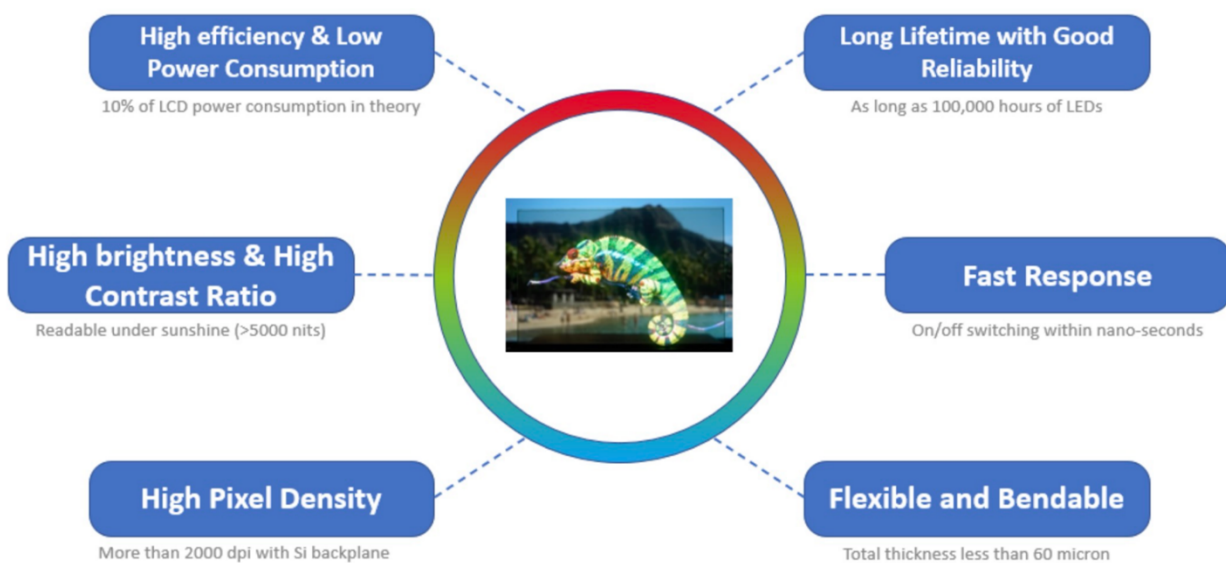 High efficiency & Low
Power Consumption
10% of LCD power consumption in theory
Long Lifetime with Good
Reliability
As long as 100,000 hours of LEDs
High brightness & High
Contrast Ratio
Readable under sunshine (>5000 nits)
Fast Response
On/off switching within nano-seconds
High Pixel Density
More than 2000 dpi with Si backplane
Flexible and Bendable
Total thickness less than 60 micron